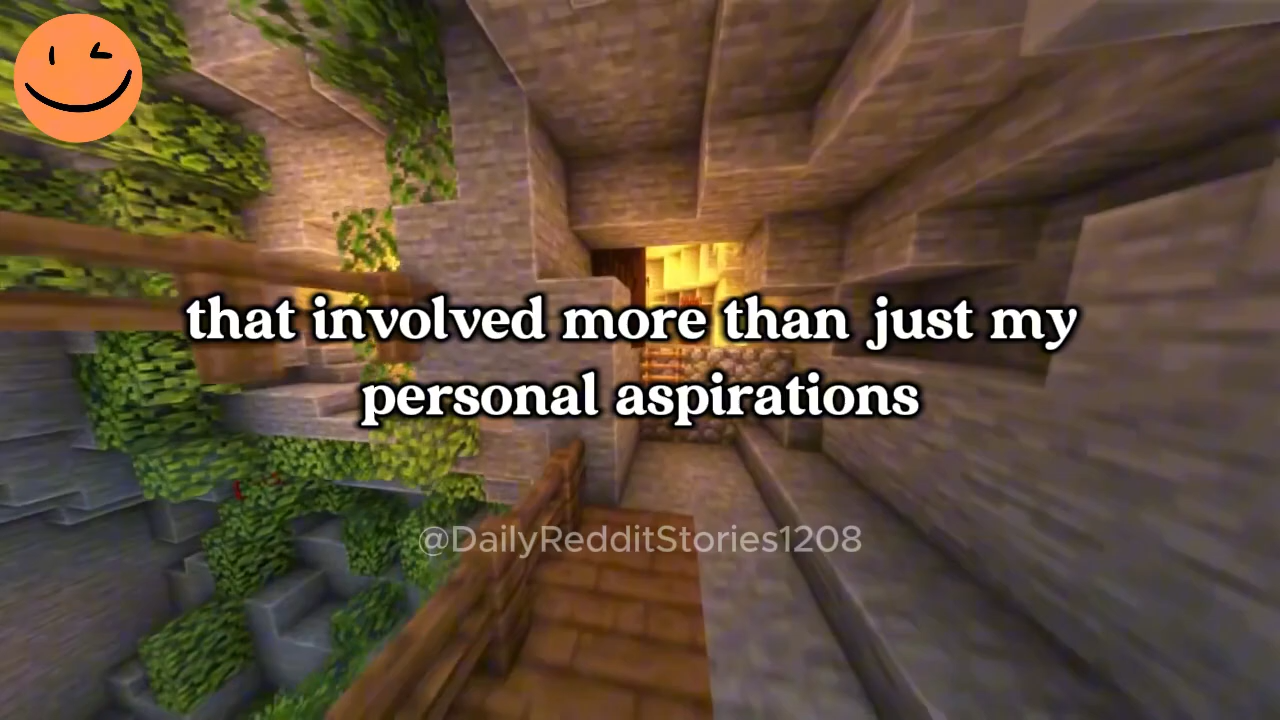 that involved more than just my
personal aspirations
@DailyRedditStories1208